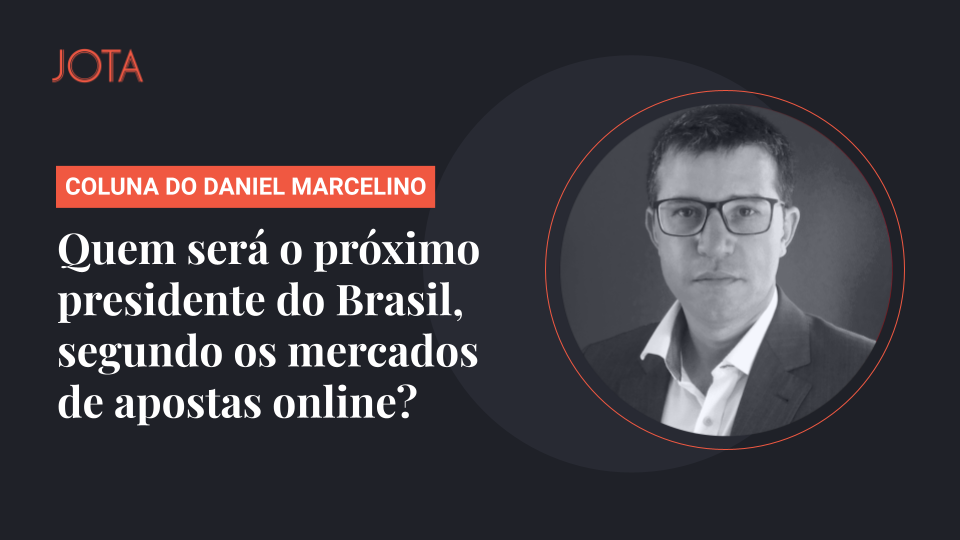 JOTA
COLUNA DO DANIEL MARCELINO
Quem será o próximo
presidente do Brasil,
segundo os mercados
de apostas online?